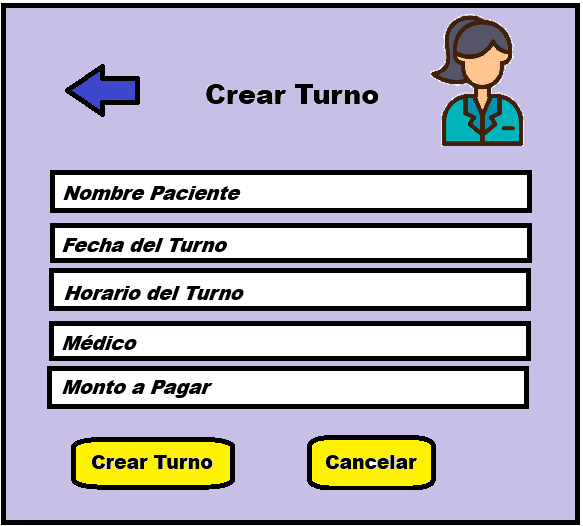 Crear Turno
Nombre Paciente
Fecha del Turno
Horario del Turno
Médico
Monto a Pagar
Crear Turno
Cancelar